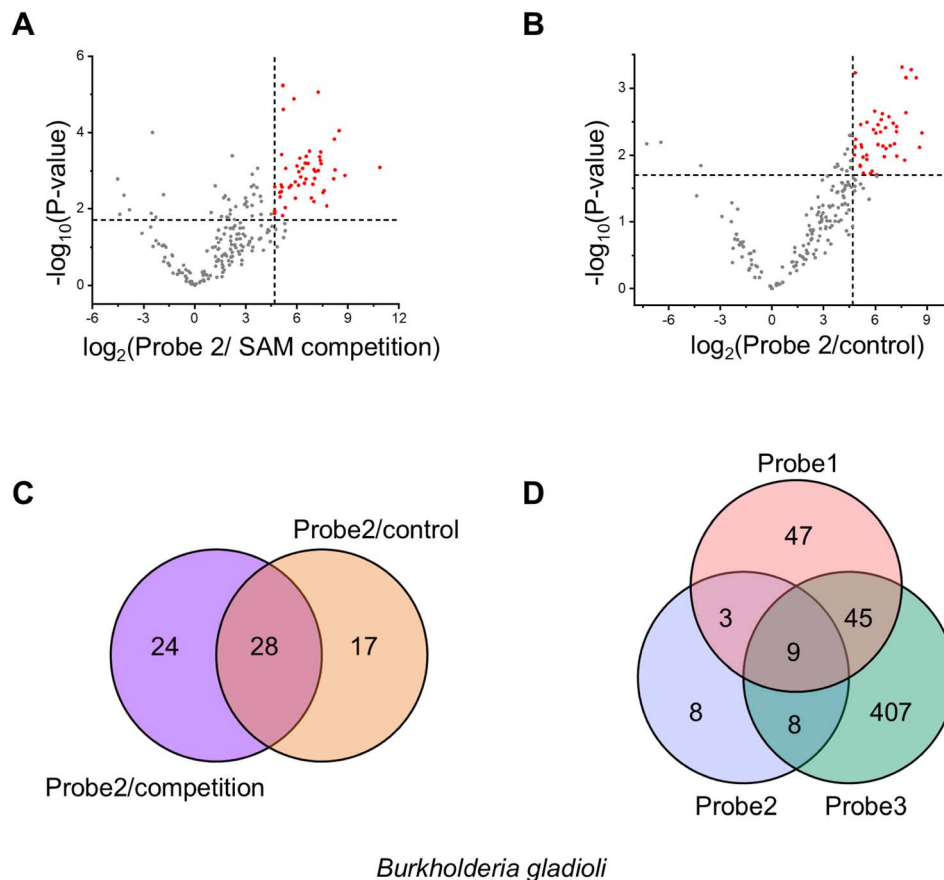 A
6
4
2
0
-log10(P-value)
-6 -3 0 3 6 9 12
log2(Probe 2/ SAM competition)
B
3
2
1
0
-log10(P-value)
-6 -3 0 3 6 9
log2(Probe 2/control)
C
Probe2/control
24 28 17
Probe2/competition
D
Probe1
47
3 45
9
8 8 407
Probe2 Probe3
Burkholderia gladioli